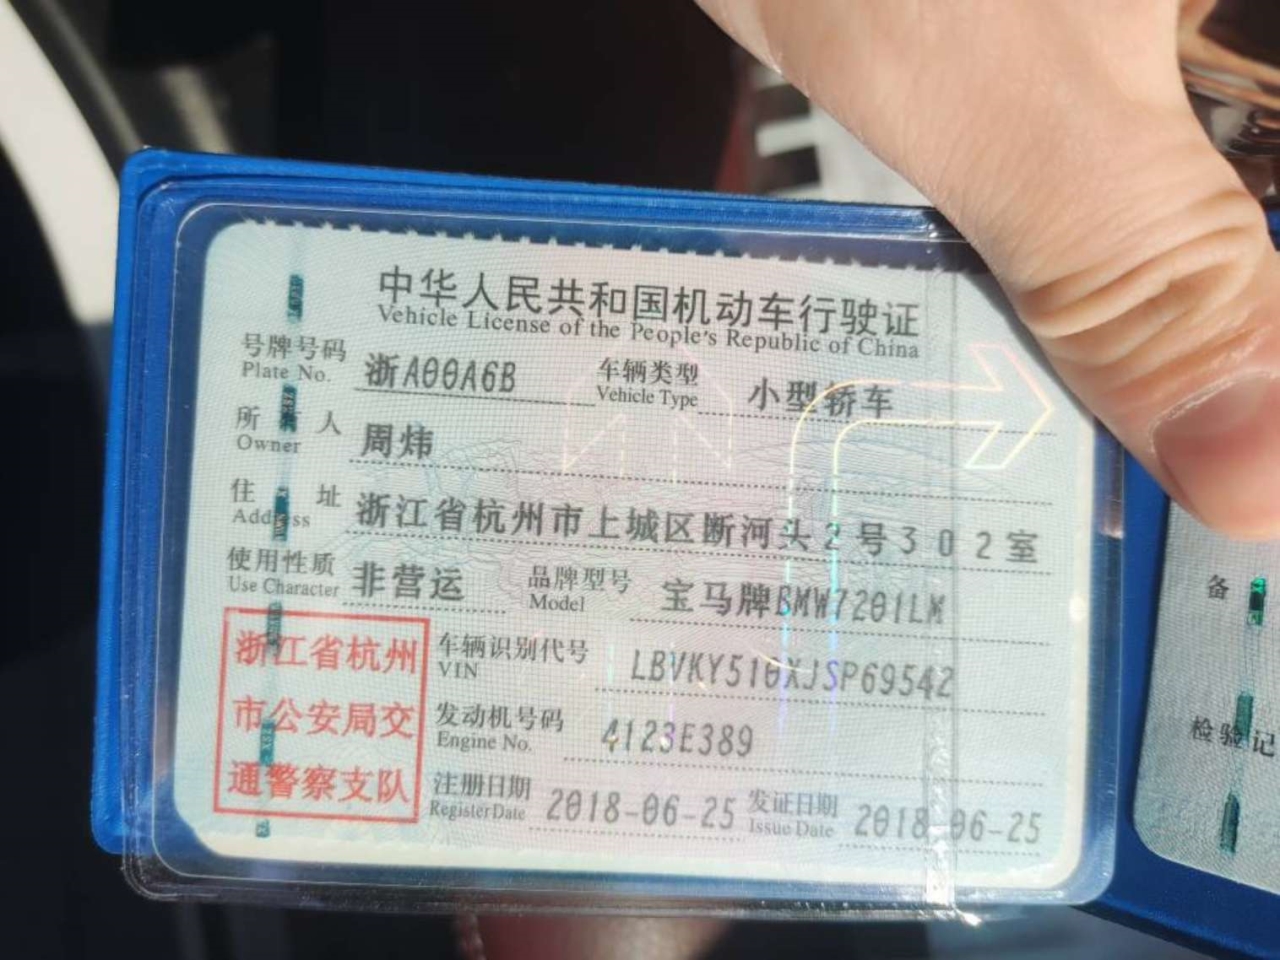 中华人民共和国机动车行驶证
Vehicle License of the People's Republic of China
号牌号码 浙A00A6B 车辆类型 小型轿车
Plate No. Vehicle Type
所有人 周炜
Owner
住址 浙江省杭州市上城区断河头2号302室
Address
使用性质 非营运 品牌型号 宝马牌BMW7201LM
Use Character Model
浙江省杭州
市公安局交
通警察支队
车辆识别代号 LBVKY510XJSP69542
VIN
发动机号码 4123E389
Engine No.
注册日期 2018-06-25 发证日期 2018-06-25
Register Date Issue Date
备
检验记